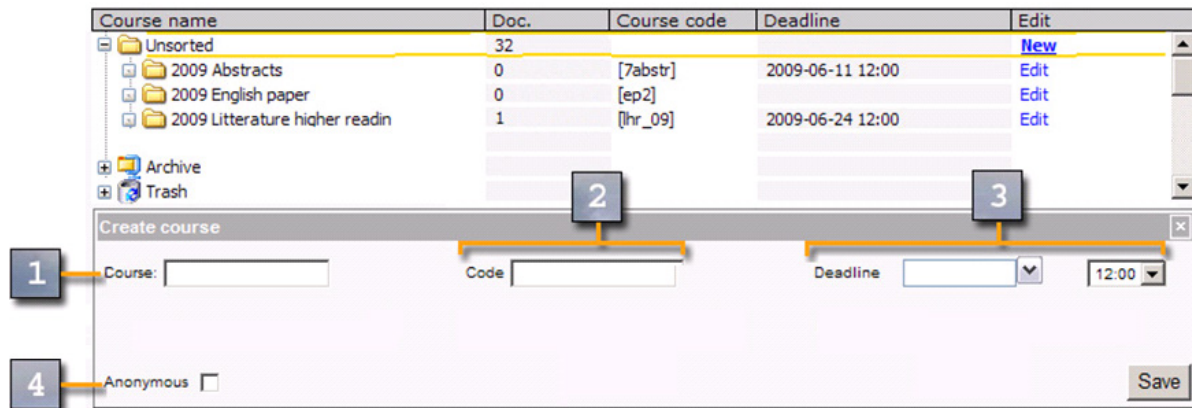 Course name Doc. Course code Deadline Edit
Unsorted 32 New
2009 Abstracts 0 [7abstr] 2009-06-11 12:00 Edit
2009 English paper 0 [ep2] Edit
2009 Litterature higher readin 1 [lhr_09] 2009-06-24 12:00 Edit
Archive
Trash
2 3
Create course
1 Course: Code Deadline 12:00
4 Anonymous Save